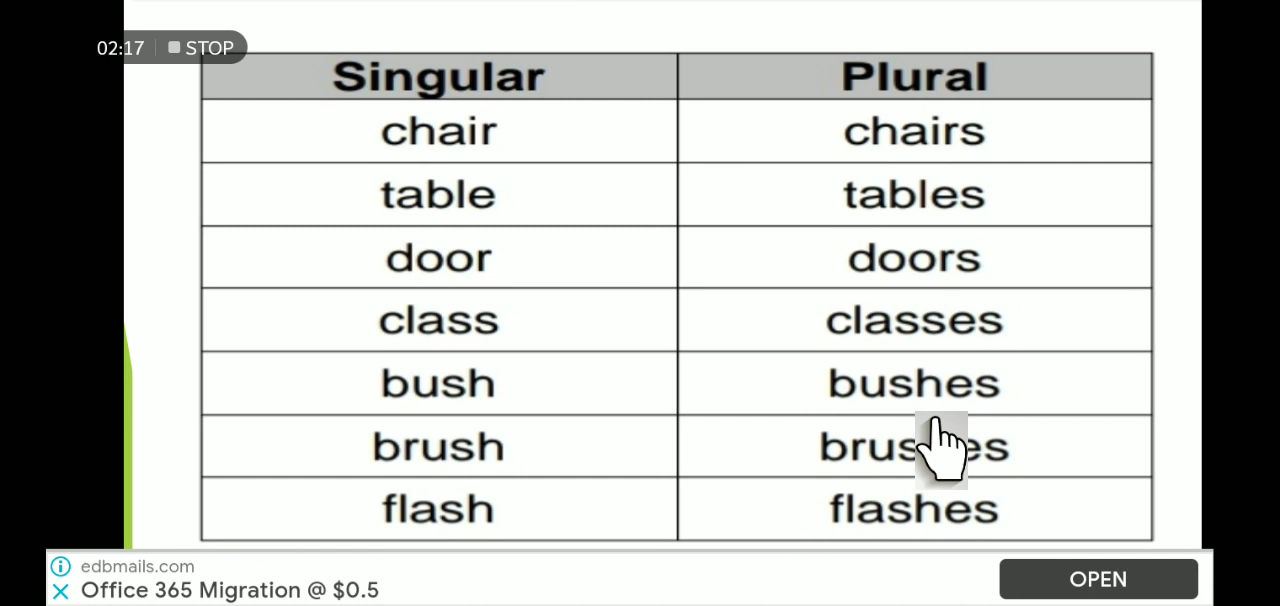 02:17 STOP
Singular Plural
chair chairs
table tables
door doors
class classes
bush bushes
brush
flash flashes
edbmails.com
Office 365 Migration @ $0.5
OPEN